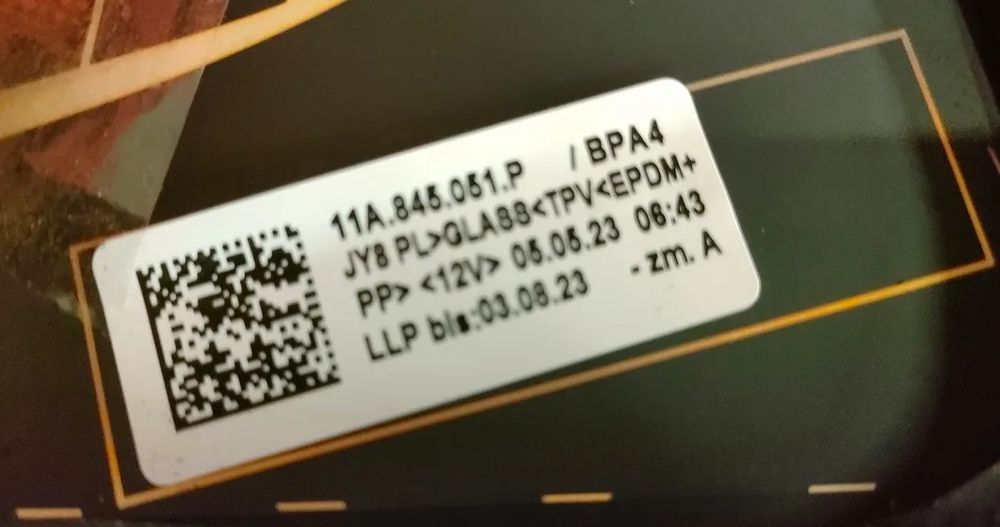 11A.845.051.P / BPA4
JY8 PL>GLASS<TPV<EPDM+
PP> <12V> 05.05.23 06:43
LLP bis:03.08.23 - zm. A